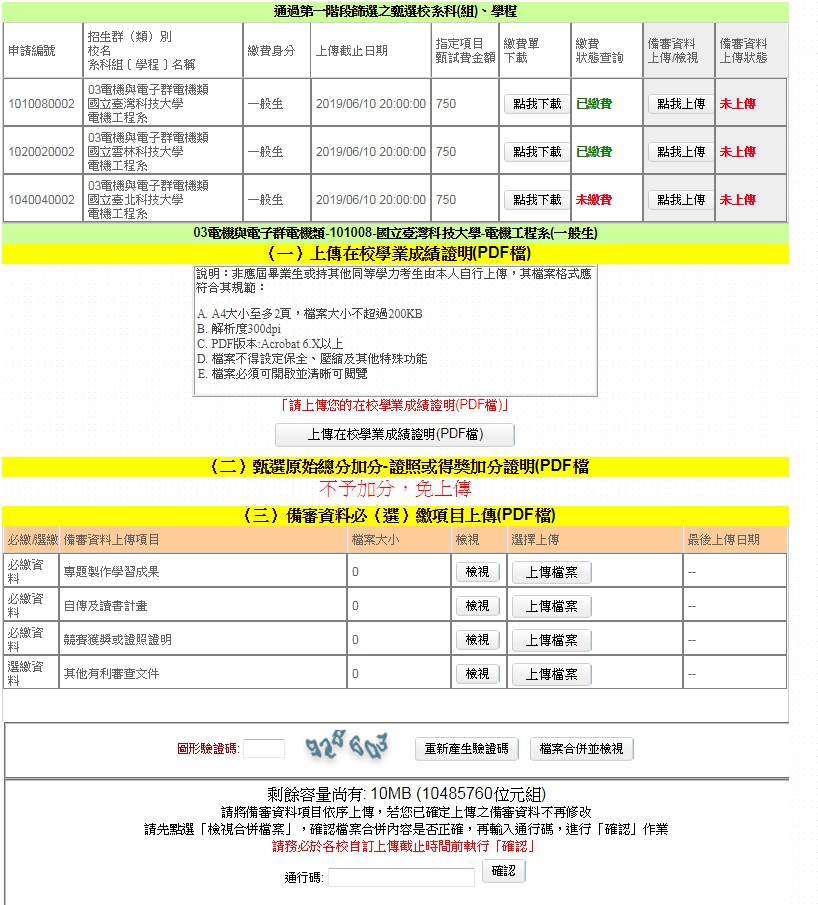 通過第一階段篩選之甄選校系科(組)、學程
申請編號
招生群（類）別
校名
系科組〔學程〕名稱
繳費身分
上傳截止日期
指定項目
甄試費金額
繳費單
下載
繳費
狀態查詢
備審資料
上傳/檢視
備審資料
上傳狀態
1010080002
03電機與電子群電機類
國立臺灣科技大學
電機工程系
一般生
2019/06/10 20:00:00
750
點我下載
已繳費
點我上傳
未上傳
1020020002
03電機與電子群電機類
國立雲林科技大學
電機工程系
一般生
2019/06/10 20:00:00
750
點我下載
已繳費
點我上傳
未上傳
1040040002
03電機與電子群電機類
國立臺北科技大學
電機工程系
一般生
2019/06/10 20:00:00
750
點我下載
未繳費
點我上傳
未上傳
03電機與電子群電機類-101008-國立臺灣科技大學-電機工程系(一般生)
（一）上傳在校學業成績證明(PDF檔)
說明：非應屆畢業生或持其他同等學力考生由本人自行上傳，其檔案格式應
符合其規範：
A. A4大小至多2頁，檔案大小不超過200KB
B. 解析度300dpi
C. PDF版本:Acrobat 6.X以上
D. 檔案不得設定保全、壓縮及其他特殊功能
E. 檔案必須可開啟並清晰可閱覽
「請上傳您的在校學業成績證明(PDF檔)」
上傳在校學業成績證明(PDF檔)
（二）甄選原始總分加分-證照或得獎加分證明(PDF檔
不予加分，免上傳
（三）備審資料必（選）繳項目上傳(PDF檔)
必繳/選繳 備審資料上傳項目 檔案大小 檢視 選擇上傳 最後上傳日期
必繳資
料
專題製作學習成果 0 檢視 上傳檔案 --
必繳資
料
自傳及讀書計畫 0 檢視 上傳檔案 --
必繳資
料
競賽獲獎或證照證明 0 檢視 上傳檔案 --
選繳資
料
其他有利審查文件 0 檢視 上傳檔案 --
圖形驗證碼: 928603 重新產生驗證碼 檔案合併並檢視
剩餘容量尚有: 10MB (10485760位元組)
請將備審資料項目依序上傳，若您已確定上傳之備審資料不再修改
請先點選「檢視合併檔案」，確認檔案合併內容是否正確，再輸入通行碼，進行「確認」作業
請務必於各校自訂上傳截止時間前執行「確認」
通行碼: 確認